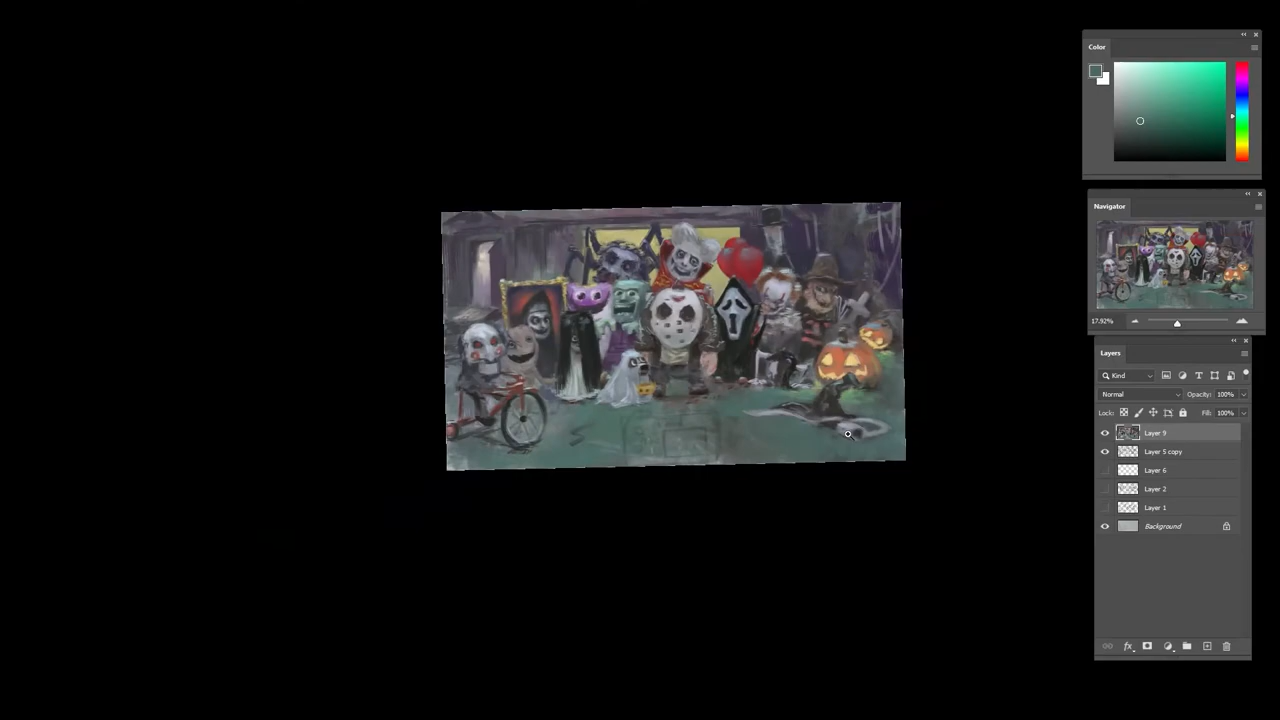 Color
Navigator
17.92%
Layers
Kind
Normal
Opacity: 100%
Lock:
Fill: 100%
Layer 9
Layer 5 copy
Layer 6
Layer 2
Layer 1
Background
fx